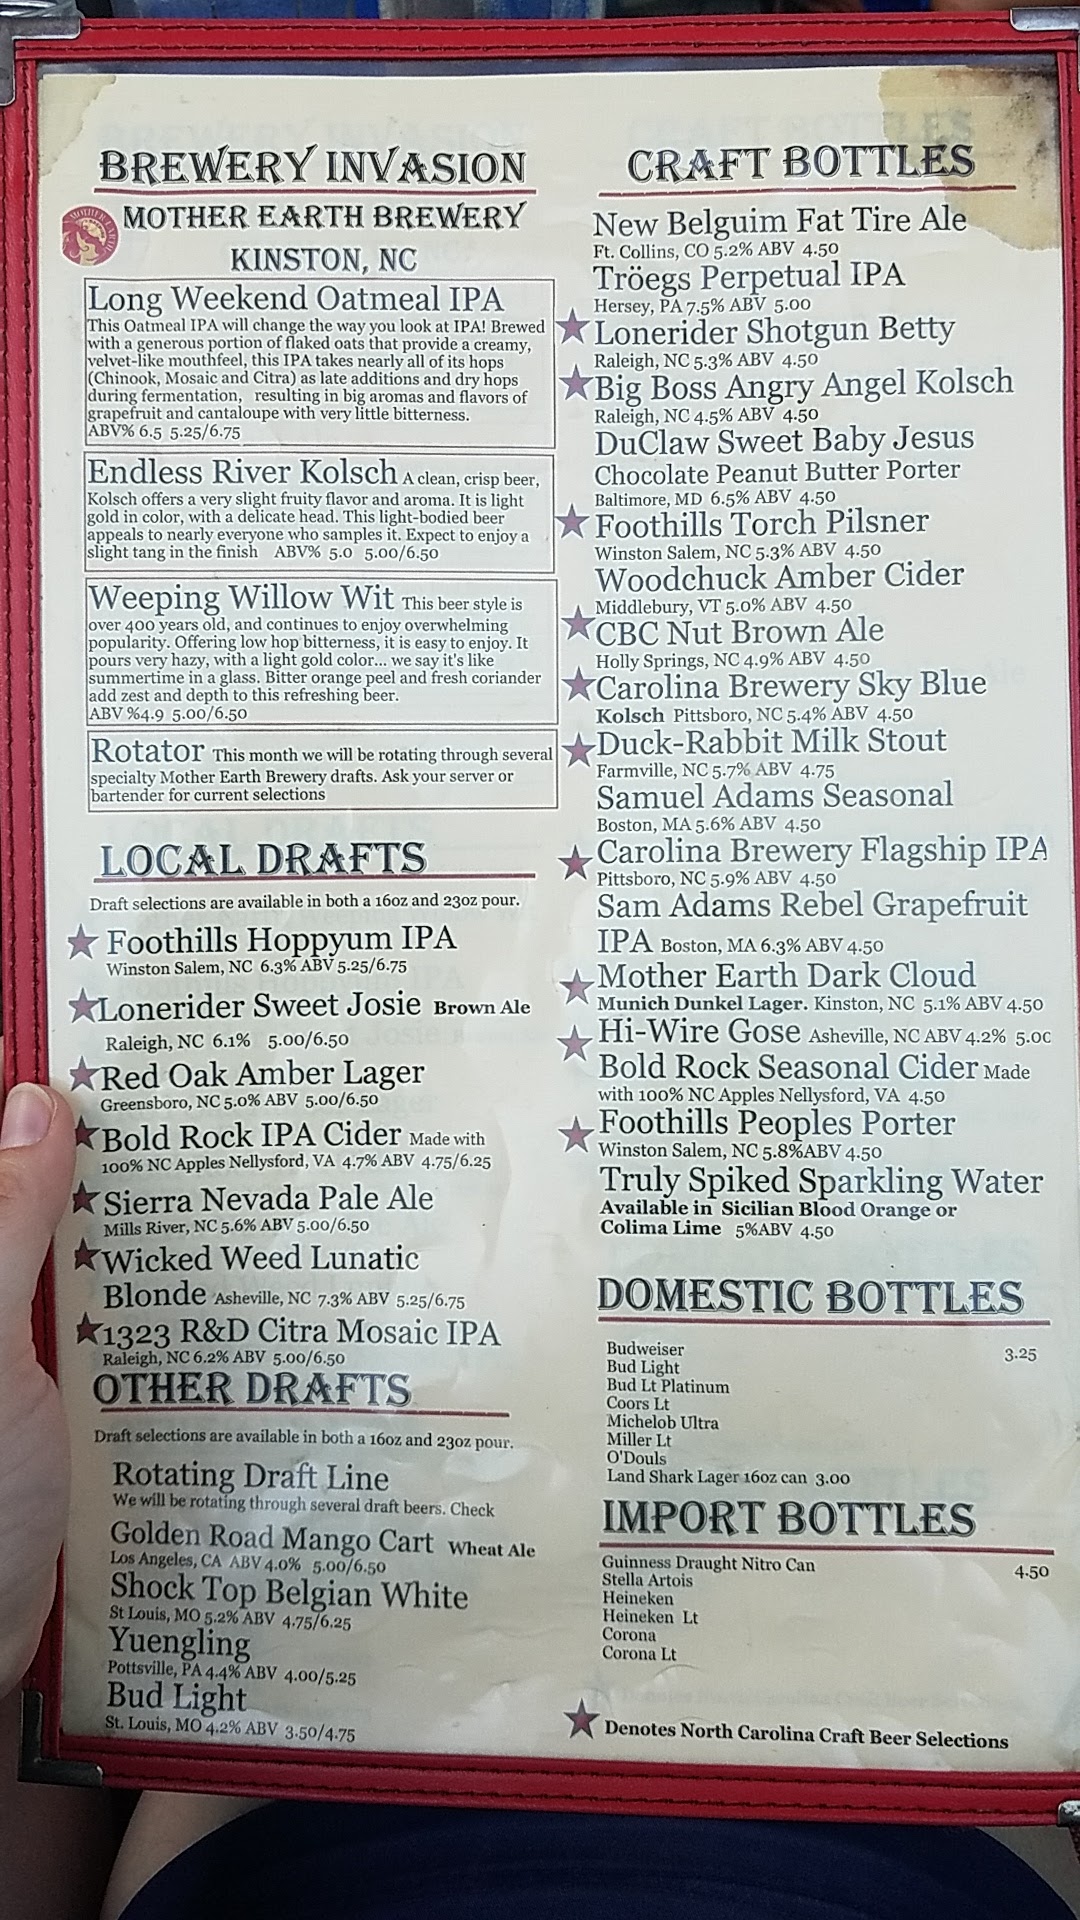 BREWERY INVASION
MOTHER EARTH BREWERY
KINSTON, NC
Long Weekend Oatmeal IPA
This Oatmeal IPA will change the way you look at IPA! Brewed
with a generous portion of flaked oats that provide a creamy,
velvet-like mouthfeel, this IPA takes nearly all of its hops
(Chinook, Mosaic and Citra) as late additions and dry hops
during fermentation, resulting in big aromas and flavors of
grapefruit and cantaloupe with very little bitterness.
ABV% 6.5 5.25/6.75
Endless River Kolsch A clean, crisp beer,
Kolsch offers a very slight fruity flavor and aroma. It is light
gold in color, with a delicate head. This light-bodied beer
appeals to nearly everyone who samples it. Expect to enjoy a
slight tang in the finish ABV% 5.0 5.00/6.50
Weeping Willow Wit This beer style is
over 400 years old, and continues to enjoy overwhelming
popularity. Offering low hop bitterness, it is easy to enjoy. It
pours very hazy, with a light gold color... we say it's like
summertime in a glass. Bitter orange peel and fresh coriander
add zest and depth to this refreshing beer.
ABV %4.9 5.00/6.50
Rotator This month we will be rotating through several
specialty Mother Earth Brewery drafts. Ask your server or
bartender for current selections
LOCAL DRAFTS
Draft selections are available in both a 16oz and 23oz pour.
Foothills Hoppyum IPA
Winston Salem, NC 6.3% ABV 5.25/6.75
Lonerider Sweet Josie Brown Ale
Raleigh, NC 6.1% 5.00/6.50
Red Oak Amber Lager
Greensboro, NC 5.0% ABV 5.00/6.50
Bold Rock IPA Cider Made with
100% NC Apples Nellysford, VA 4.7% ABV 4.75/6.25
Sierra Nevada Pale Ale
Mills River, NC 5.6% ABV 5.00/6.50
Wicked Weed Lunatic
Blonde Asheville, NC 7.3% ABV 5.25/6.75
1323 R&D Citra Mosaic IPA
Raleigh, NC 6.2% ABV 5.00/6.50
OTHER DRAFTS
Draft selections are available in both a 16oz and 23oz pour.
Rotating Draft Line
We will be rotating through several draft beers. Check
Golden Road Mango Cart Wheat Ale
Los Angeles, CA ABV 4.0% 5.00/6.50
Shock Top Belgian White
St Louis, MO 5.2% ABV 4.75/6.25
Yuengling
Pottsville, PA 4.4% ABV 4.00/5.25
Bud Light
St. Louis, MO 4.2% ABV 3.50/4.75
CRAFT BOTTLES
New Belguim Fat Tire Ale
Ft. Collins, CO 5.2% ABV 4.50
Tröegs Perpetual IPA
Hersey, PA 7.5% ABV 5.00
Lonerider Shotgun Betty
Raleigh, NC 5.3% ABV 4.50
Big Boss Angry Angel Kolsch
Raleigh, NC 4.5% ABV 4.50
DuClaw Sweet Baby Jesus
Chocolate Peanut Butter Porter
Baltimore, MD 6.5% ABV 4.50
Foothills Torch Pilsner
Winston Salem, NC 5.3% ABV 4.50
Woodchuck Amber Cider
Middlebury, VT 5.0% ABV 4.50
CBC Nut Brown Ale
Holly Springs, NC 4.9% ABV 4.50
Carolina Brewery Sky Blue
Kolsch Pittsboro, NC 5.4% ABV 4.50
Duck-Rabbit Milk Stout
Farmville, NC 5.7% ABV 4.75
Samuel Adams Seasonal
Boston, MA 5.6% ABV 4.50
Carolina Brewery Flagship IPA
Pittsboro, NC 5.9% ABV 4.50
Sam Adams Rebel Grapefruit
IPA Boston, MA 6.3% ABV 4.50
Mother Earth Dark Cloud
Munich Dunkel Lager. Kinston, NC 5.1% ABV 4.50
Hi-Wire Gose Asheville, NC ABV 4.2% 5.00
Bold Rock Seasonal Cider Made
with 100% NC Apples Nellysford, VA 4.50
Foothills Peoples Porter
Winston Salem, NC 5.8%ABV 4.50
Truly Spiked Sparkling Water
Available in Sicilian Blood Orange or
Colima Lime 5%ABV 4.50
DOMESTIC BOTTLES
Budweiser 3.25
Bud Light
Bud Lt Platinum
Coors Lt
Michelob Ultra
Miller Lt
O'Douls
Land Shark Lager 16oz can 3.00
IMPORT BOTTLES
Guinness Draught Nitro Can 4.50
Stella Artois
Heineken
Heineken Lt
Corona
Corona Lt
Denotes North Carolina Craft Beer Selections